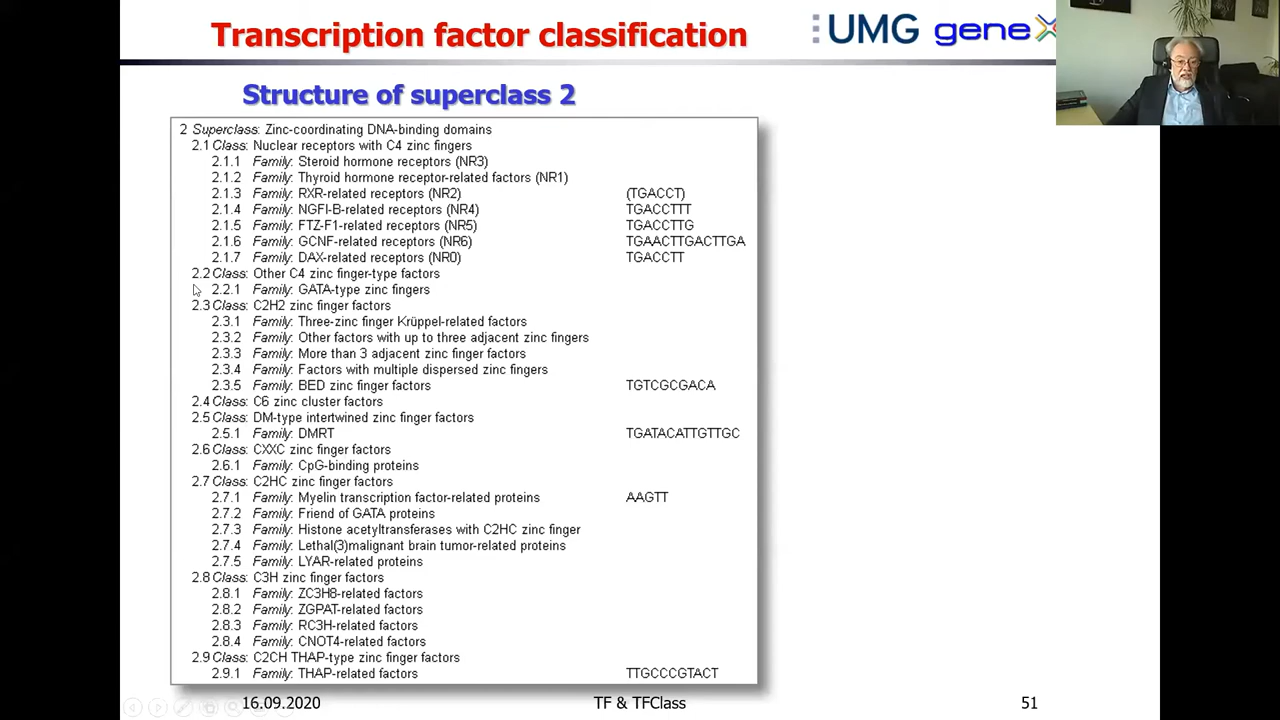 Transcription factor classification
UMG geneX
Structure of superclass 2
2 Superclass: Zinc-coordinating DNA-binding domains
2.1 Class: Nuclear receptors with C4 zinc fingers
2.1.1 Family: Steroid hormone receptors (NR3)
2.1.2 Family: Thyroid hormone receptor-related factors (NR1)
2.1.3 Family: RXR-related receptors (NR2) (TGACCT)
2.1.4 Family: NGFI-B-related receptors (NR4) TGACCTTT
2.1.5 Family: FTZ-F1-related receptors (NR5) TGACCTTG
2.1.6 Family: GCNF-related receptors (NR6) TGAACTTGACTTGA
2.1.7 Family: DAX-related receptors (NR0) TGACCTT
2.2 Class: Other C4 zinc finger-type factors
2.2.1 Family: GATA-type zinc fingers
2.3 Class: C2H2 zinc finger factors
2.3.1 Family: Three-zinc finger Krüppel-related factors
2.3.2 Family: Other factors with up to three adjacent zinc fingers
2.3.3 Family: More than 3 adjacent zinc finger factors
2.3.4 Family: Factors with multiple dispersed zinc fingers
2.3.5 Family: BED zinc finger factors TGTCGCGACA
2.4 Class: C6 zinc cluster factors
2.5 Class: DM-type intertwined zinc finger factors
2.5.1 Family: DMRT TGATACATTGTTGC
2.6 Class: CXXC zinc finger factors
2.6.1 Family: CpG-binding proteins
2.7 Class: C2HC zinc finger factors
2.7.1 Family: Myelin transcription factor-related proteins AAGTT
2.7.2 Family: Friend of GATA proteins
2.7.3 Family: Histone acetyltransferases with C2HC zinc finger
2.7.4 Family: Lethal(3)malignant brain tumor-related proteins
2.7.5 Family: LYAR-related proteins
2.8 Class: C3H zinc finger factors
2.8.1 Family: ZC3H8-related factors
2.8.2 Family: ZGPAT-related factors
2.8.3 Family: RC3H-related factors
2.8.4 Family: CNOT4-related factors
2.9 Class: C2CH THAP-type zinc finger factors
2.9.1 Family: THAP-related factors TTGCCCGTACT
16.09.2020 TF & TFClass 51